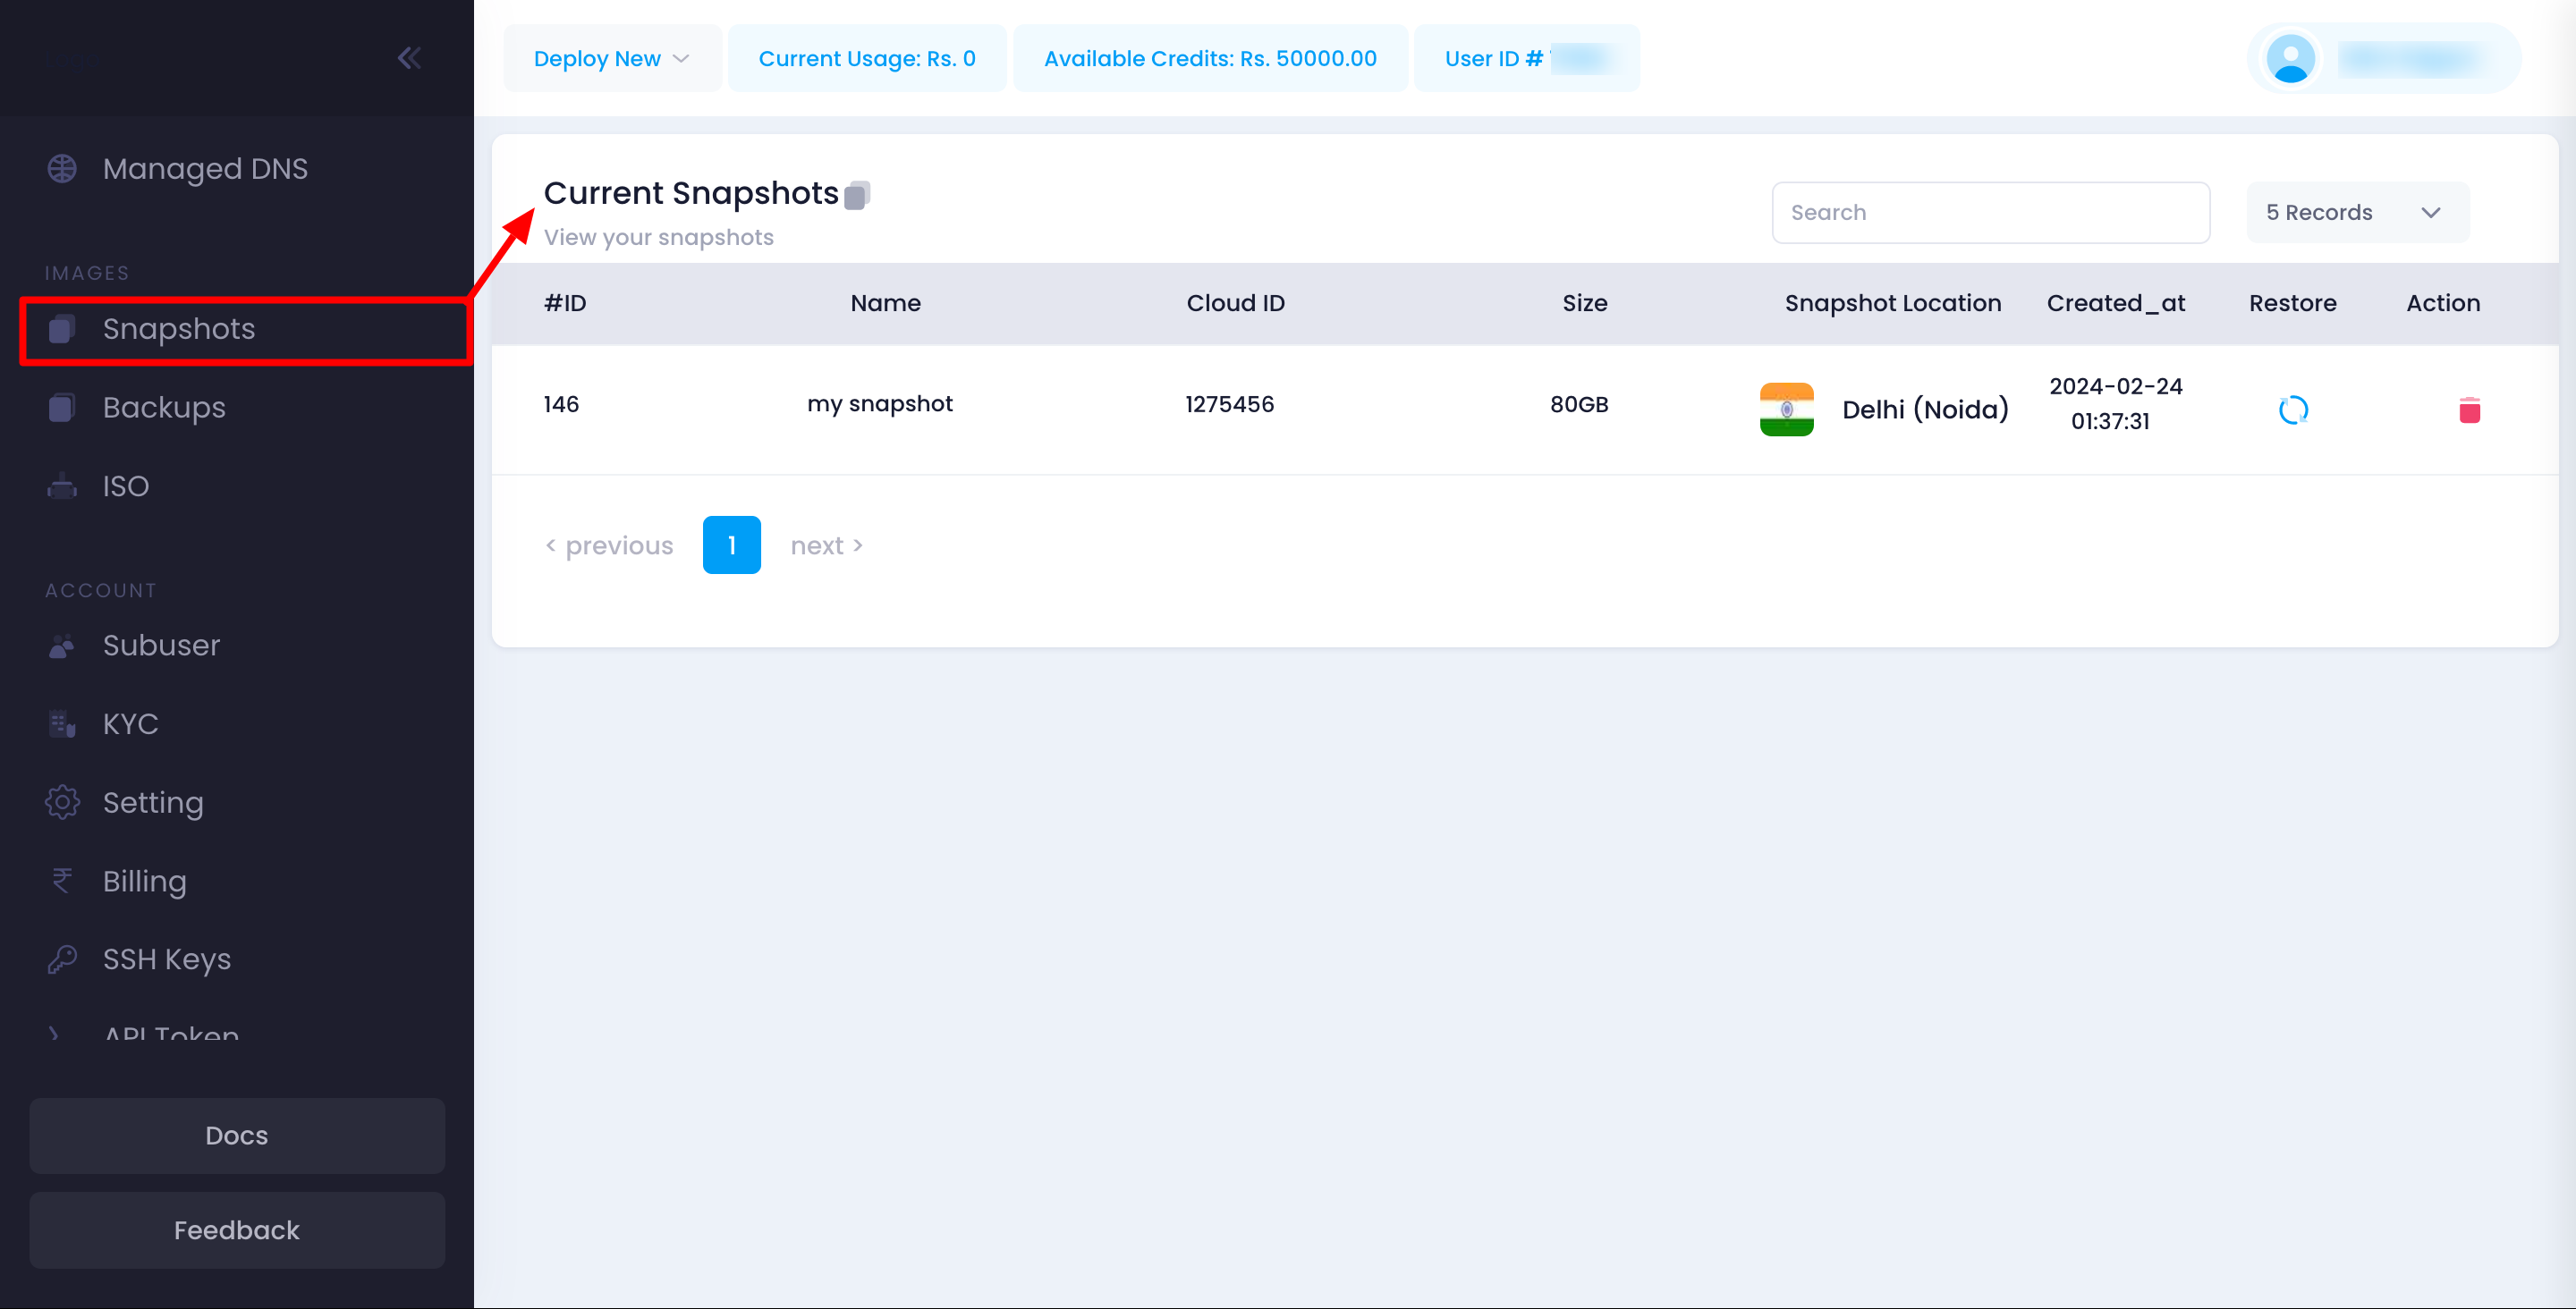 Deploy New
Current Usage: Rs. 0
Available Credits: Rs. 50000.00
User ID #
Managed DNS
IMAGES
Snapshots
Backups
ISO
ACCOUNT
Subuser
KYC
Setting
Billing
SSH Keys
API Token
Docs
Feedback
Current Snapshots
View your snapshots
Search
5 Records
#ID Name Cloud ID Size Snapshot Location Created_at Restore Action
146 my snapshot 1275456 80GB Delhi (Noida) 2024-02-24
01:37:31
< previous 1 next >